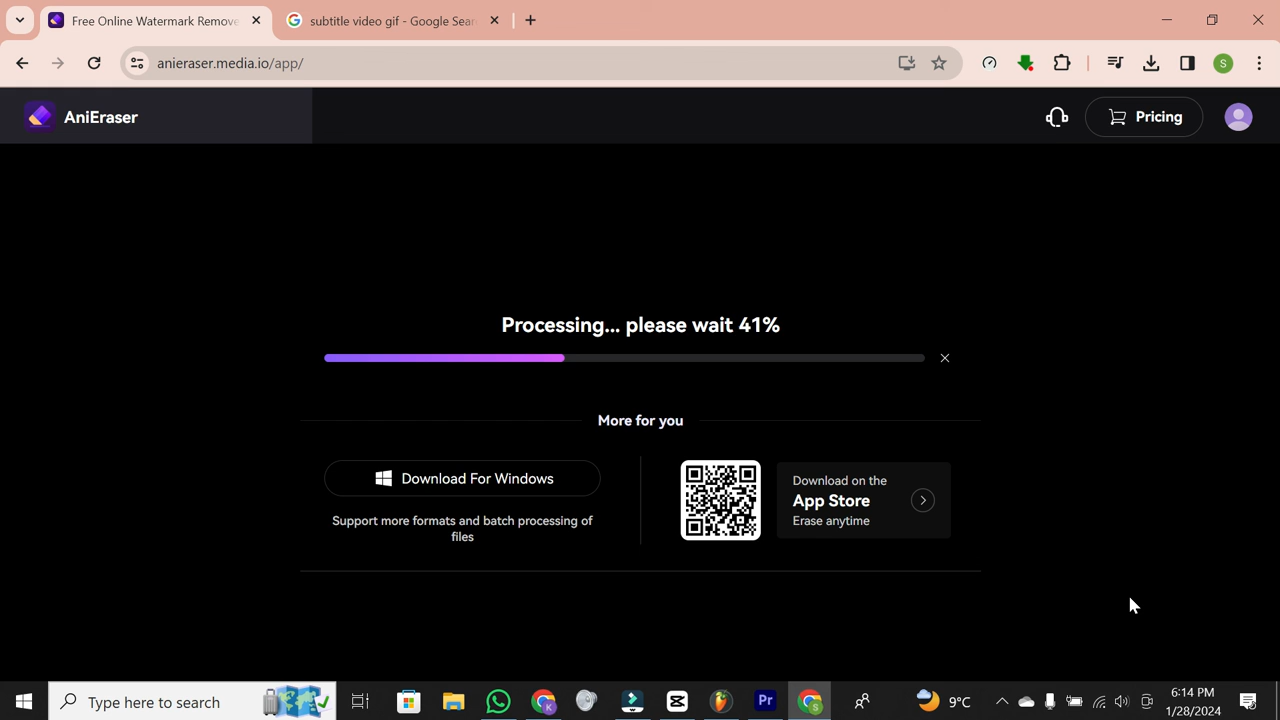 Free Online Watermark Remove
subtitle video gif - Google Sear
anieraser.media.io/app/
S
AniEraser
Pricing
Processing... please wait 41%
More for you
Download For Windows
Support more formats and batch processing of
files
Download on the
App Store
Erase anytime
Type here to search
K
Pr
S
9°C
6:14 PM
1/28/2024